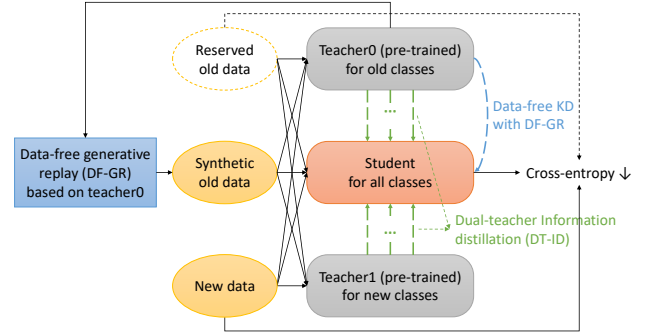 Reserved
old data
Teacher0 (pre-trained)
for old classes
...
Data-free KD
with DF-GR
Data-free generative
replay (DF-GR)
based on teacher0
Synthetic
old data
Student
for all classes
Cross-entropy ↓
...
Dual-teacher Information
distillation (DT-ID)
New data
Teacher1 (pre-trained)
for new classes